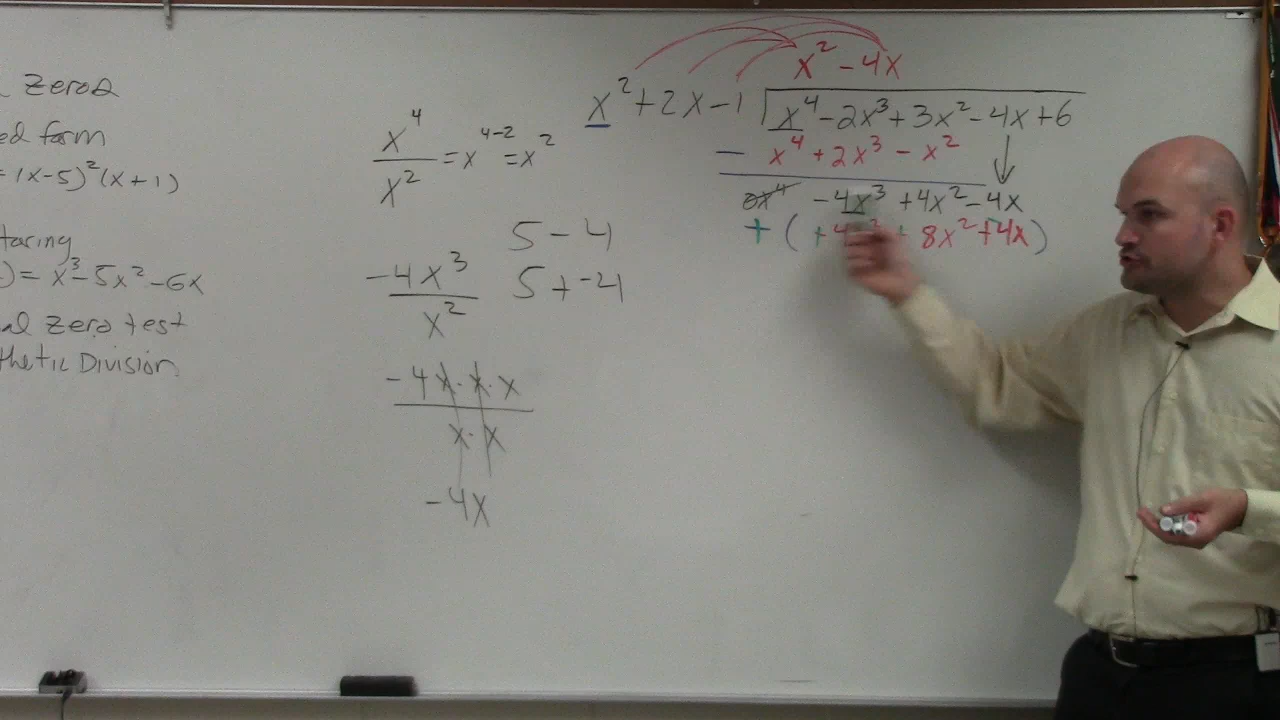 Zeros
ed form
= (x-5)²(x+1)
toring
) = x³-5x²-6x
al zero test
thetic Division
x⁴
/ x² = x⁴⁻² = x²
-4x³
/ x²
5 - 4
5 + -4
-4x·x·x
/ x·x
-4x
x² - 4x
x² + 2x - 1 x⁴ - 2x³ + 3x² - 4x + 6
- x⁴ + 2x³ - x²
0x⁴ - 4x³ + 4x² - 4x
+ ( + 8x² + 4x)